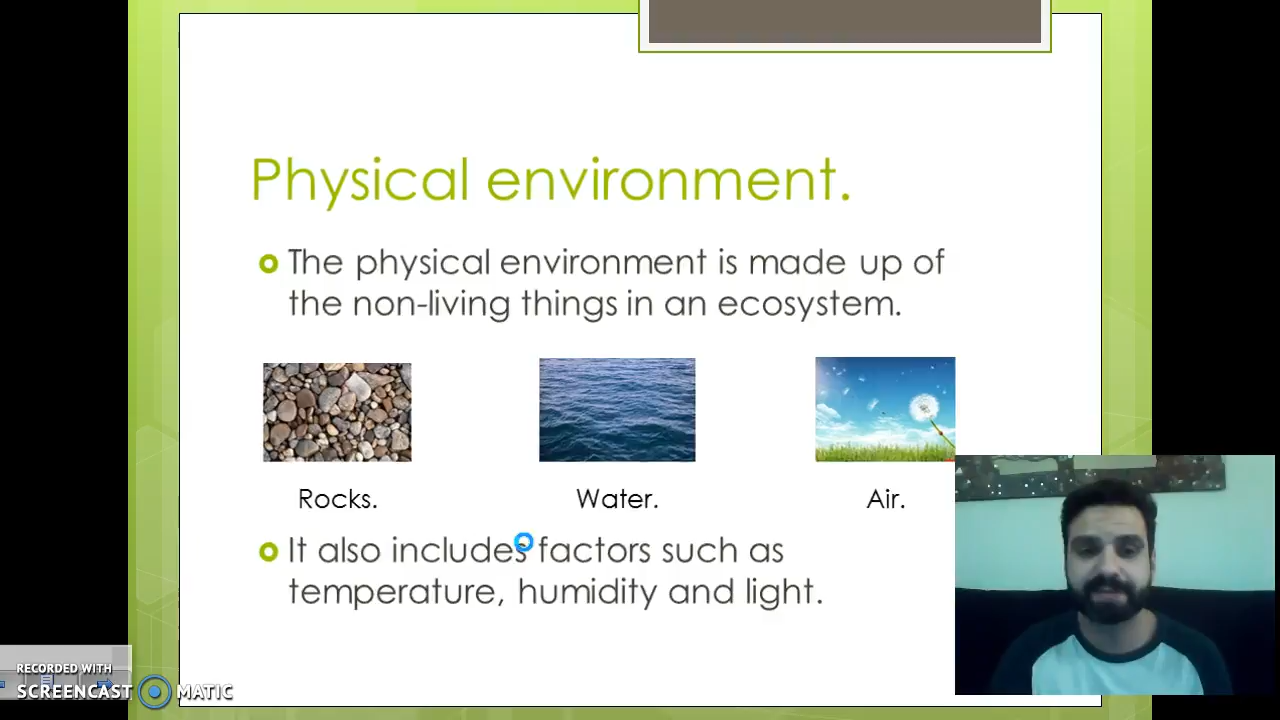 Physical environment.
The physical environment is made up of
the non-living things in an ecosystem.
Rocks.
Water.
Air.
It also includes factors such as
temperature, humidity and light.
RECORDED WITH
SCREENCAST MATIC